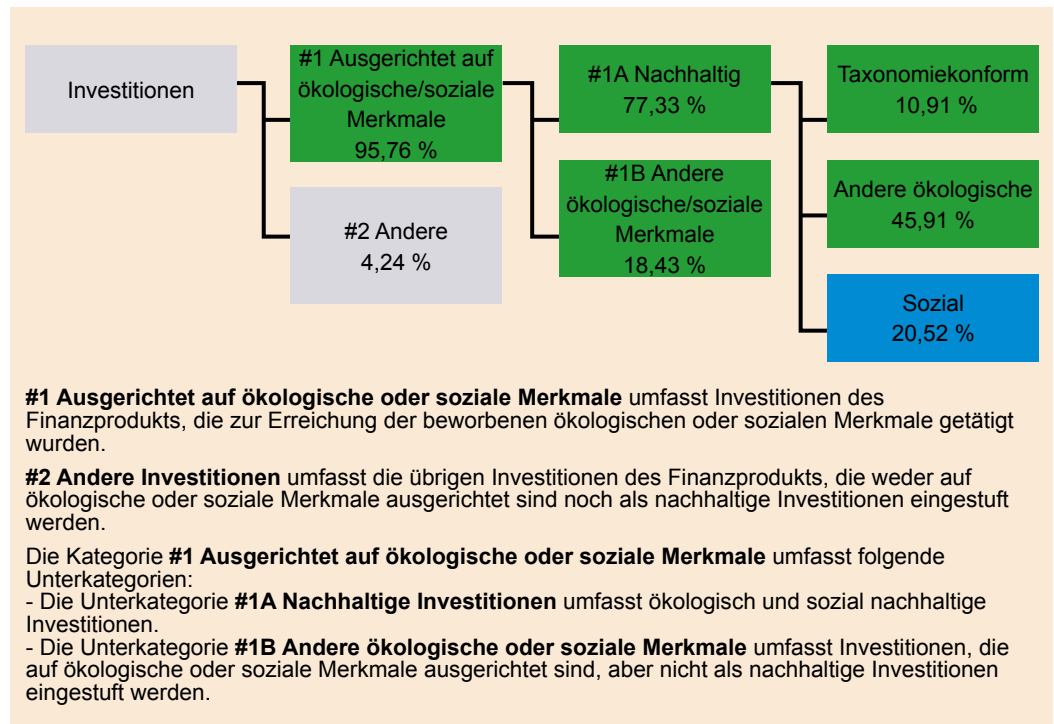 Investitionen
#1 Ausgerichtet auf
ökologische/soziale
Merkmale
95,76 %
#2 Andere
4,24 %
#1A Nachhaltig
77,33 %
#1B Andere
ökologische/soziale
Merkmale
18,43 %
Taxonomiekonform
10,91 %
Andere ökologische
45,91 %
Sozial
20,52 %
#1 Ausgerichtet auf ökologische oder soziale Merkmale umfasst Investitionen des
Finanzprodukts, die zur Erreichung der beworbenen ökologischen oder sozialen Merkmale getätigt
wurden.
#2 Andere Investitionen umfasst die übrigen Investitionen des Finanzprodukts, die weder auf
ökologische oder soziale Merkmale ausgerichtet sind noch als nachhaltige Investitionen eingestuft
werden.
Die Kategorie #1 Ausgerichtet auf ökologische oder soziale Merkmale umfasst folgende
Unterkategorien:
- Die Unterkategorie #1A Nachhaltige Investitionen umfasst ökologisch und sozial nachhaltige
Investitionen.
- Die Unterkategorie #1B Andere ökologische oder soziale Merkmale umfasst Investitionen, die
auf ökologische oder soziale Merkmale ausgerichtet sind, aber nicht als nachhaltige Investitionen
eingestuft werden.